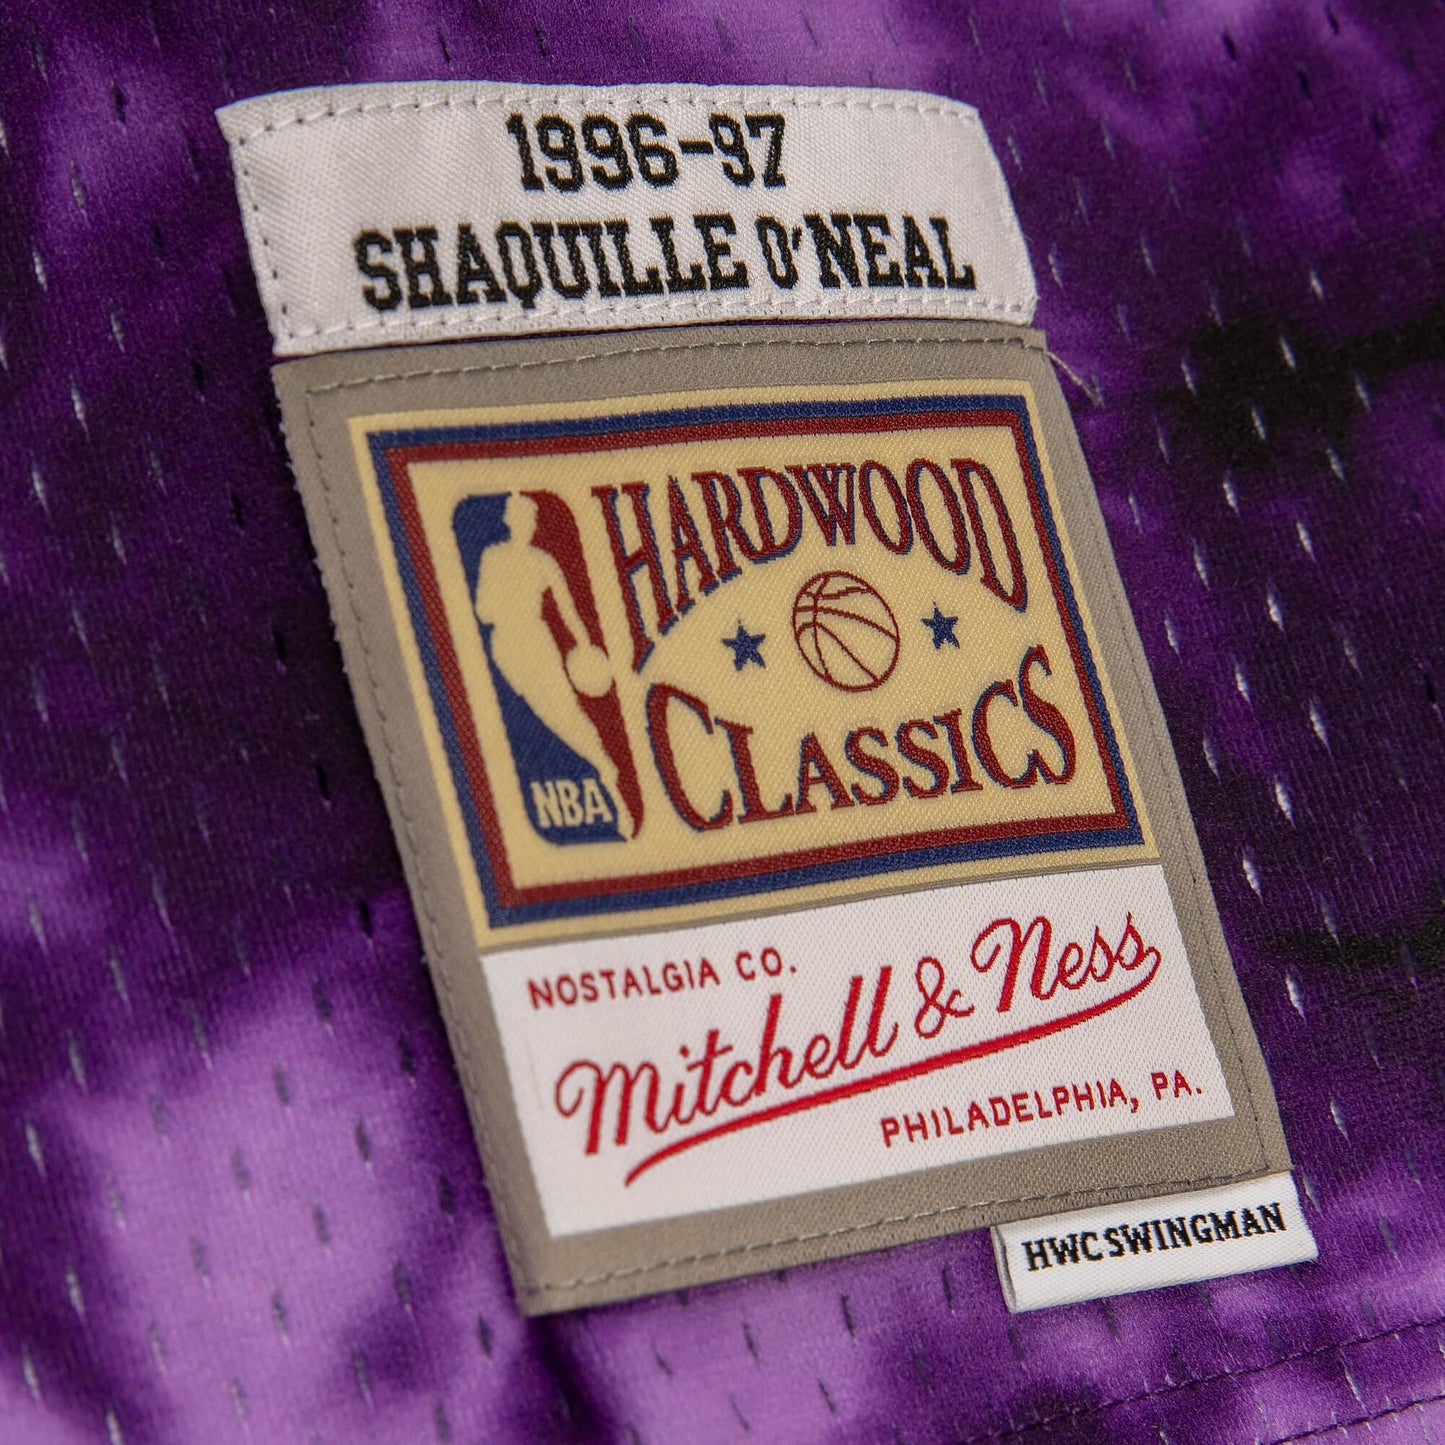 1996-97
SHAQUILLE O'NEAL
HARDWOOD
CLASSICS
NBA
NOSTALGIA CO.
Mitchell & Ness
PHILADELPHIA, PA.
HWC SWINGMAN